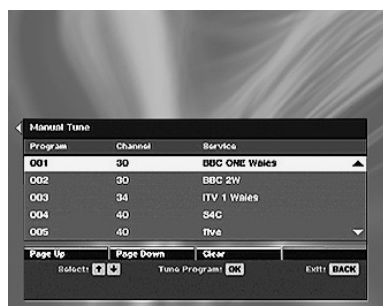 Manual Tune
Program Channel Service
001 30 BBC ONE Wales
002 30 BBC 2W
003 34 ITV 1 Wales
004 40 S4C
005 40 five
Page Up Page Down Clear
Select: Tune Program: OK Exit: BACK